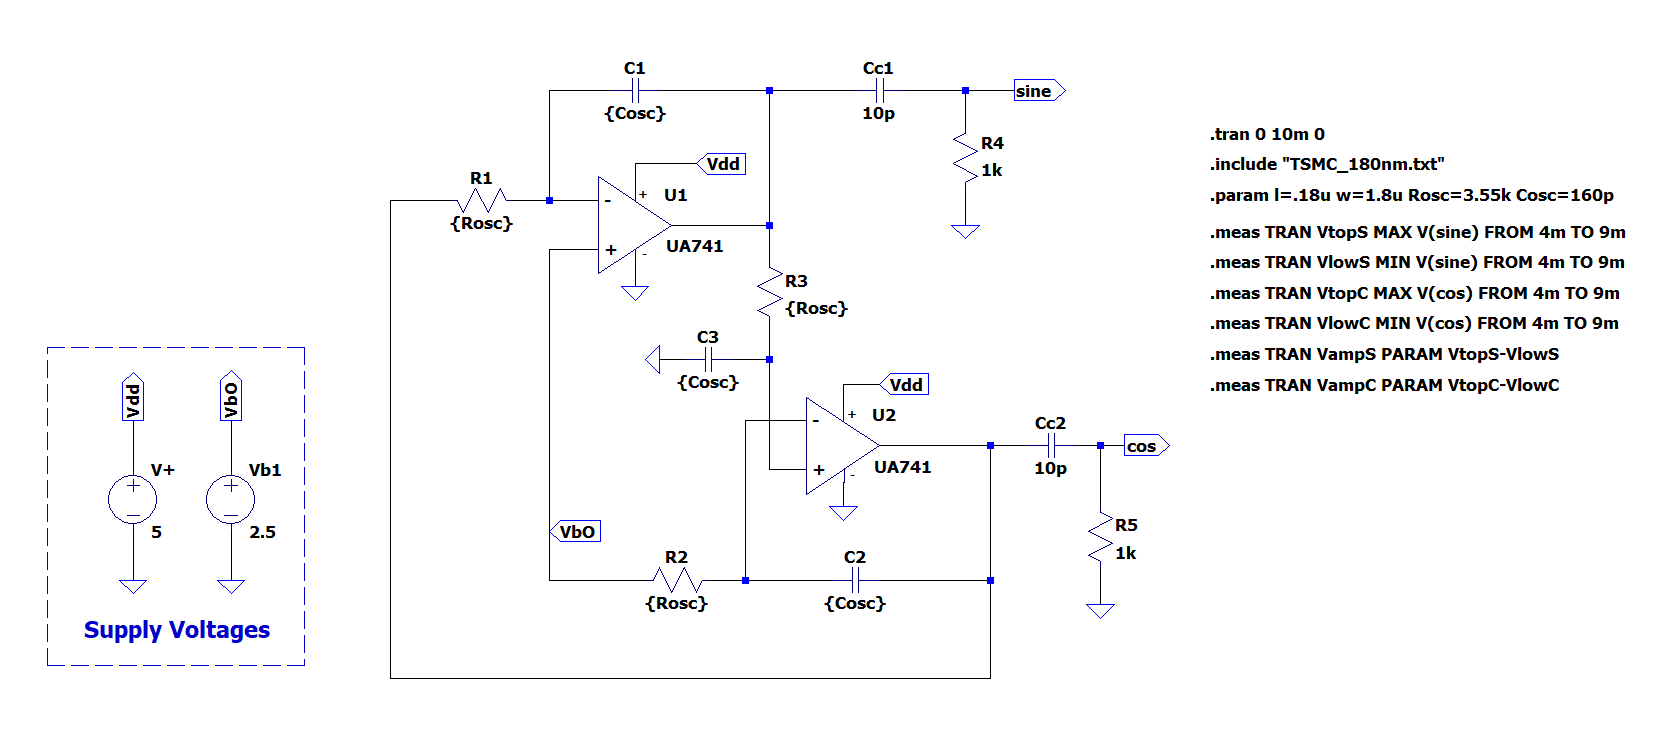 C1
{Cosc}
Cc1
10p
sine
R4
1k
Vdd
R1
{Rosc}
-
+
+
-
U1
UA741
R3
{Rosc}
C3
{Cosc}
Vdd
-
+
+
-
U2
UA741
Cc2
10p
cos
R5
1k
VbO
R2
{Rosc}
C2
{Cosc}
Vdd
VbO
V+
5
Vb1
2.5
Supply Voltages
.tran 0 10m 0
.include "TSMC_180nm.txt"
.param l=.18u w=1.8u Rosc=3.55k Cosc=160p
.meas TRAN VtopS MAX V(sine) FROM 4m TO 9m
.meas TRAN VlowS MIN V(sine) FROM 4m TO 9m
.meas TRAN VtopC MAX V(cos) FROM 4m TO 9m
.meas TRAN VlowC MIN V(cos) FROM 4m TO 9m
.meas TRAN VampS PARAM VtopS-VlowS
.meas TRAN VampC PARAM VtopC-VlowC